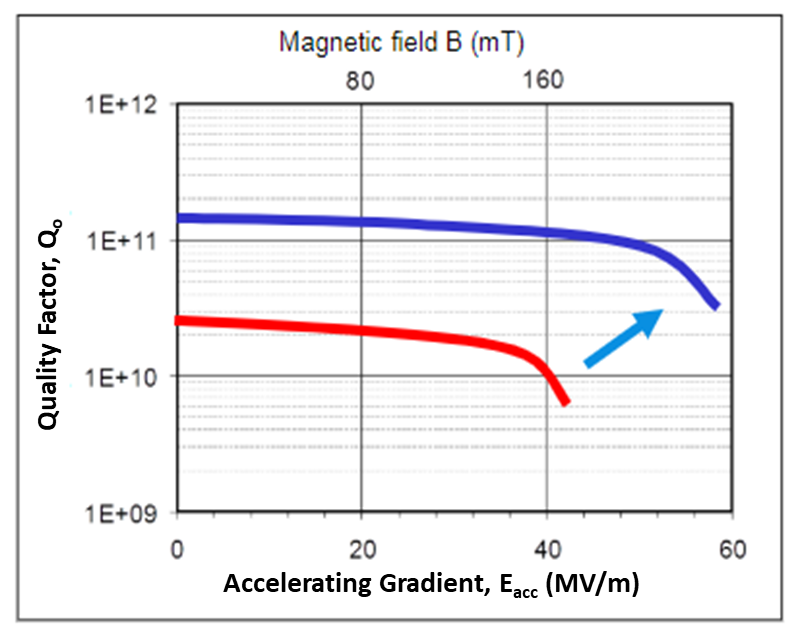 Magnetic field B (mT)
80 160
1E+12
1E+11
1E+10
1E+09
Quality Factor, Qo
0 20 40 60
Accelerating Gradient, Eacc (MV/m)